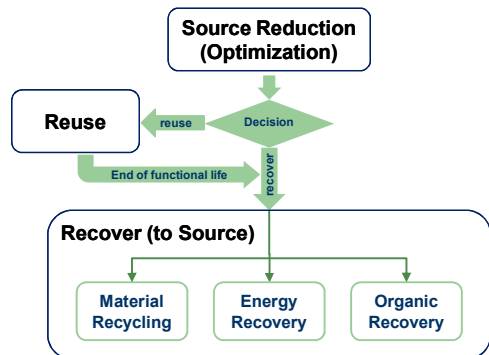 Source Reduction
(Optimization)
Reuse
reuse
Decision
End of functional life
recover
Recover (to Source)
Material
Recycling
Energy
Recovery
Organic
Recovery